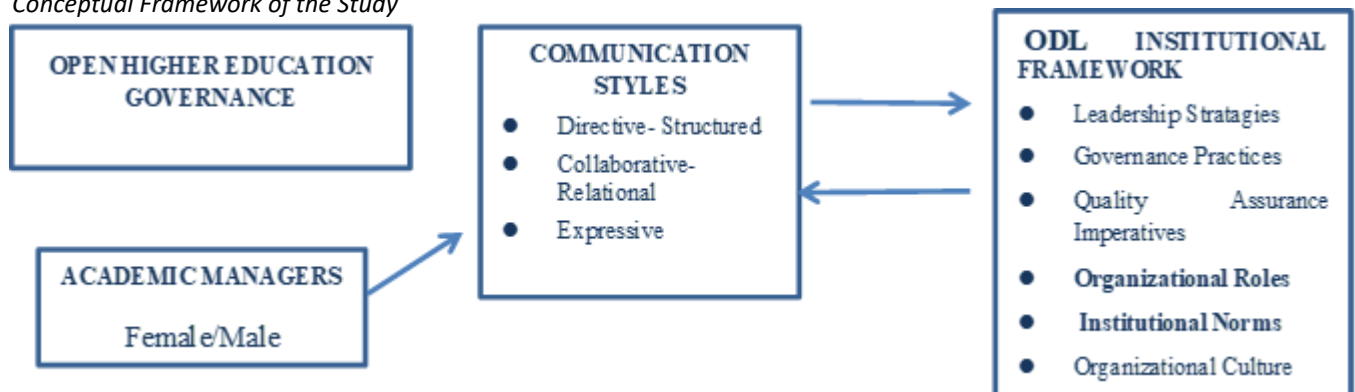 Conceptual Framework of the Study
OPEN HIGHER EDUCATION
GOVERNANCE
ACADEMIC MANAGERS
Female/Male
COMMUNICATION
STYLES
● Directive- Structured
● Collaborative-
Relational
● Expressive
ODL INSTITUTIONAL
FRAMEWORK
● Leadership Stratagies
● Governance Practices
● Quality Assurance
Imperatives
● Organizational Roles
● Institutional Norms
● Organizational Culture